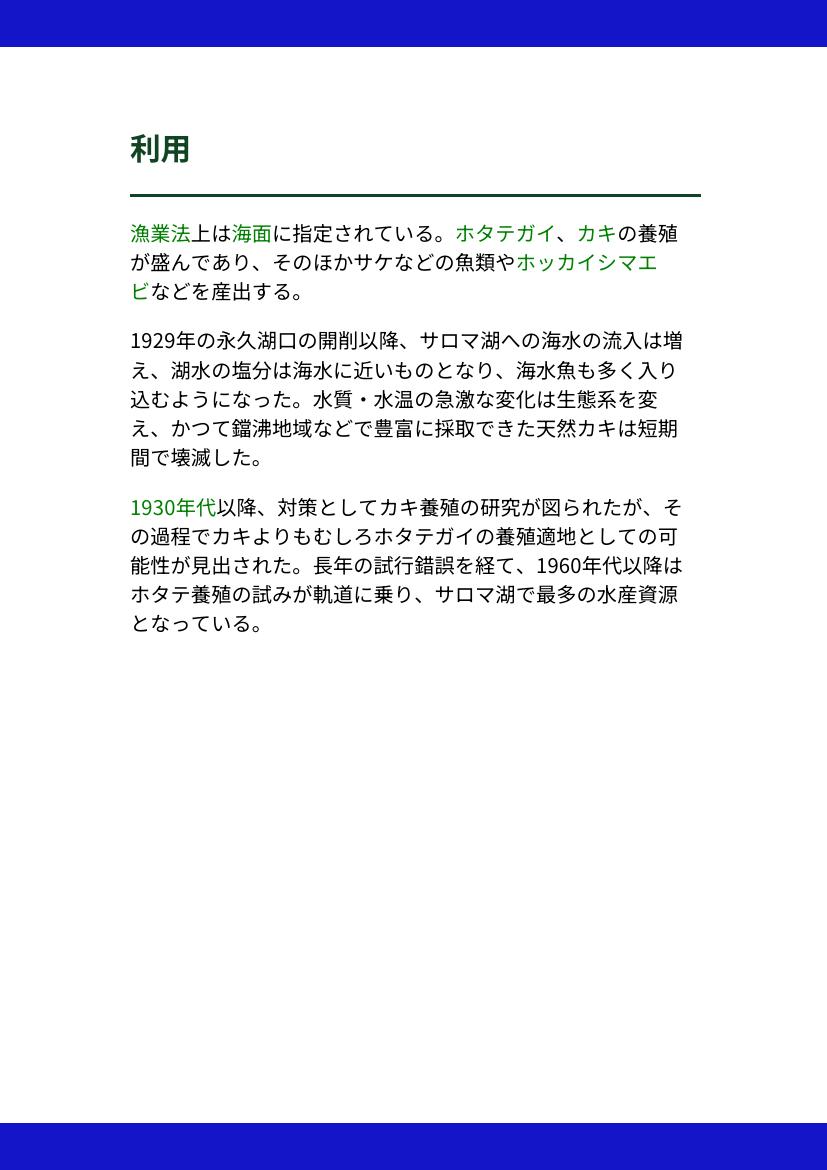 利用
漁業法上は海面に指定されている。ホタテガイ、カキの養殖
が盛んであり、そのほかサケなどの魚類やホッカイシマエ
ビなどを産出する。
1929年の永久湖口の開削以降、サロマ湖への海水の流入は増
え、湖水の塩分は海水に近いものとなり、海水魚も多く入り
込むようになった。水質・水温の急激な変化は生態系を変
え、かつて鐺沸地域などで豊富に採取できた天然カキは短期
間で壊滅した。
1930年代以降、対策としてカキ養殖の研究が図られたが、そ
の過程でカキよりもむしろホタテガイの養殖適地としての可
能性が見出された。長年の試行錯誤を経て、1960年代以降は
ホタテ養殖の試みが軌道に乗り、サロマ湖で最多の水産資源
となっている。